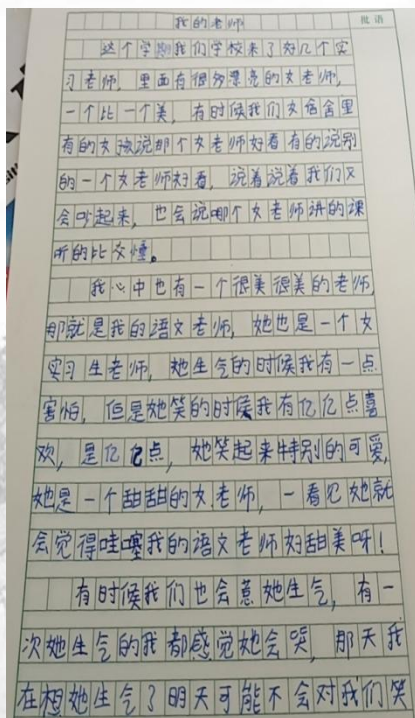 我的老师
批语
这个学期我们学校来了好几个实
习老师，里面有很多漂亮的女老师，
一个比一个美，有时候我们女舍舍里
有的女孩说那个女老师好看有的说别
的一个女老师好看，说着说着我们又
会吵起来，也会说哪个女老师讲的课
听的比交懂。
我心中也有一个很美很美的老师，
那就是我的语文老师，她也是一个女
实习生老师，她生气的时候我有一点
害怕，但是她笑的时候我有亿亿点喜
欢，是亿亿点，她笑起来特别的可爱，
她是一个甜甜的女老师，一看见她就
会觉得哇噻我的语文老师好甜美呀！
有时候我们也会惹她生气，有一
次她生气的我都感觉她会哭，那天我
在想她生气了明天可能不会对我们笑